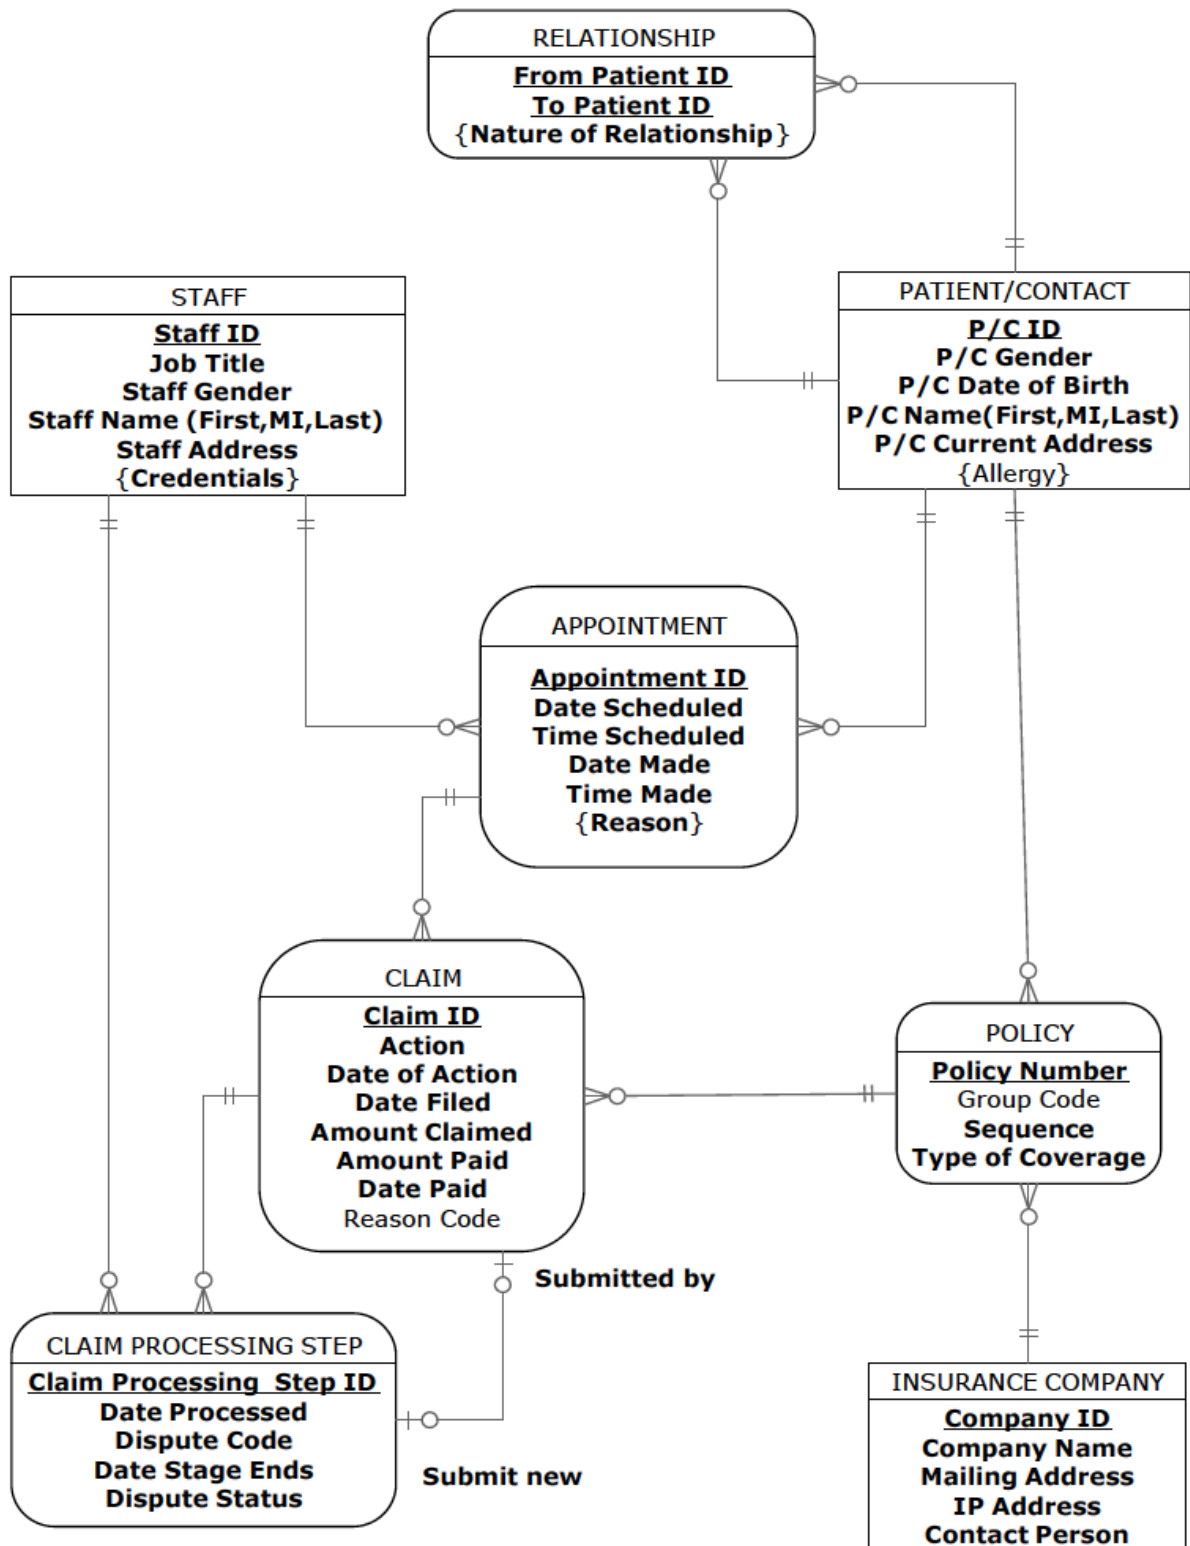 RELATIONSHIP
From Patient ID
To Patient ID
{Nature of Relationship}
STAFF
Staff ID
Job Title
Staff Gender
Staff Name (First,MI,Last)
Staff Address
{Credentials}
PATIENT/CONTACT
P/C ID
P/C Gender
P/C Date of Birth
P/C Name(First,MI,Last)
P/C Current Address
{Allergy}
APPOINTMENT
Appointment ID
Date Scheduled
Time Scheduled
Date Made
Time Made
{Reason}
CLAIM
Claim ID
Action
Date of Action
Date Filed
Amount Claimed
Amount Paid
Date Paid
Reason Code
POLICY
Policy Number
Group Code
Sequence
Type of Coverage
Submitted by
CLAIM PROCESSING STEP
Claim Processing Step ID
Date Processed
Dispute Code
Date Stage Ends
Dispute Status
Submit new
INSURANCE COMPANY
Company ID
Company Name
Mailing Address
IP Address
Contact Person